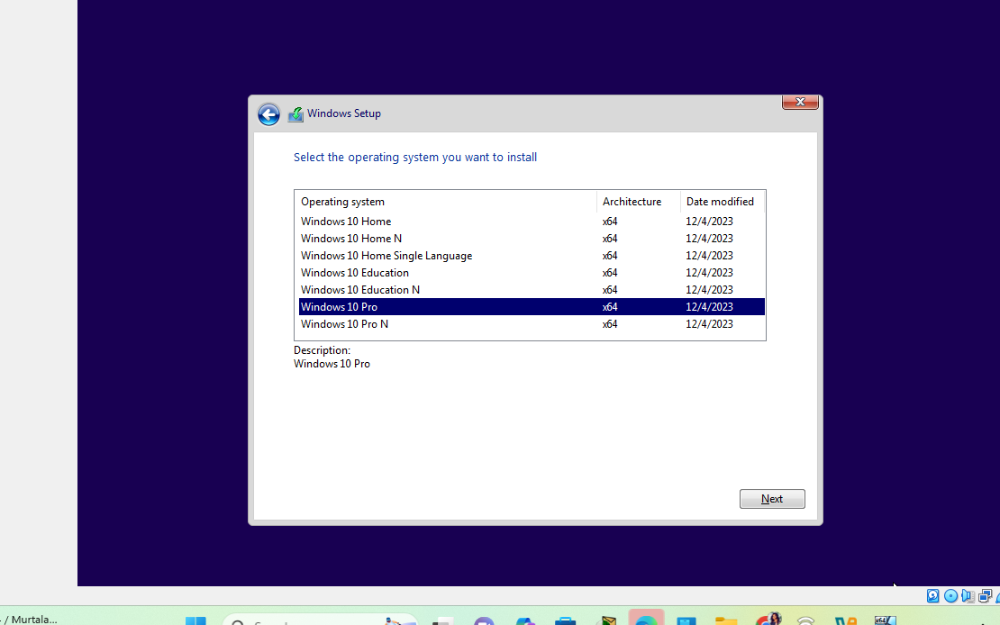 Windows Setup
Select the operating system you want to install
Operating system Architecture Date modified
Windows 10 Home x64 12/4/2023
Windows 10 Home N x64 12/4/2023
Windows 10 Home Single Language x64 12/4/2023
Windows 10 Education x64 12/4/2023
Windows 10 Education N x64 12/4/2023
Windows 10 Pro x64 12/4/2023
Windows 10 Pro N x64 12/4/2023
Description:
Windows 10 Pro
Next
/ Murtala...
x64